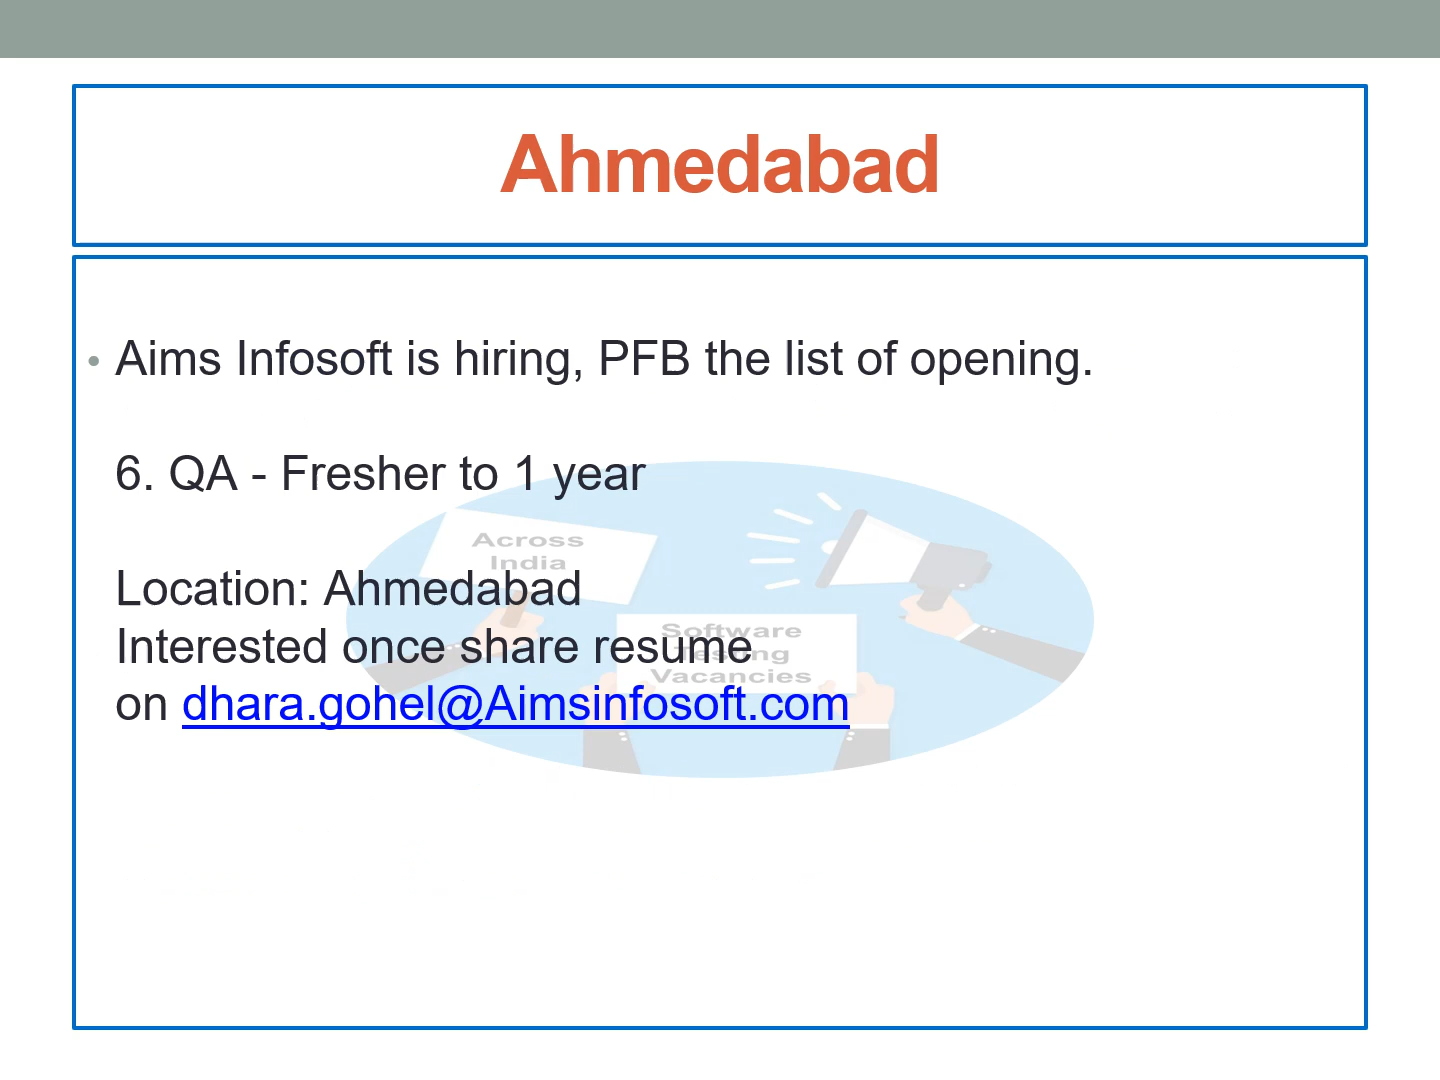 Ahmedabad
• Aims Infosoft is hiring, PFB the list of opening.
6. QA - Fresher to 1 year
Across
India
Location: Ahmedabad
Software
Interested once share resume
Testing
Vacancies
on dhara.gohel@Aimsinfosoft.com